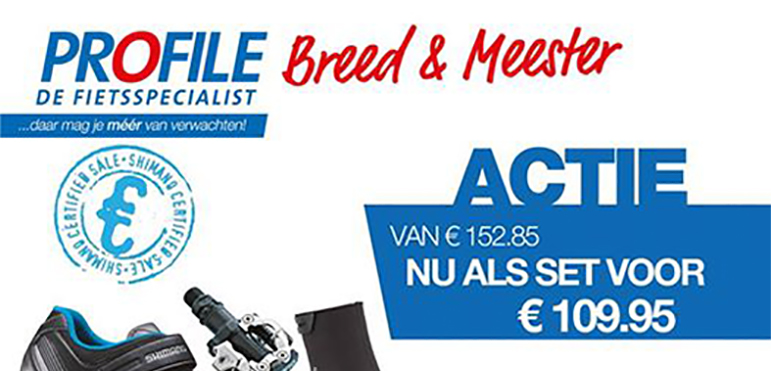 PROFILE Breed & Meester
DE FIETSSPECIALIST
...daar mag je méér van verwachten!
SHIMANO CERTIFIED SALE • SHIMANO CERTIFIED SALE •
€
ACTIE
VAN € 152.85
NU ALS SET VOOR
€ 109.95
SHIMANO